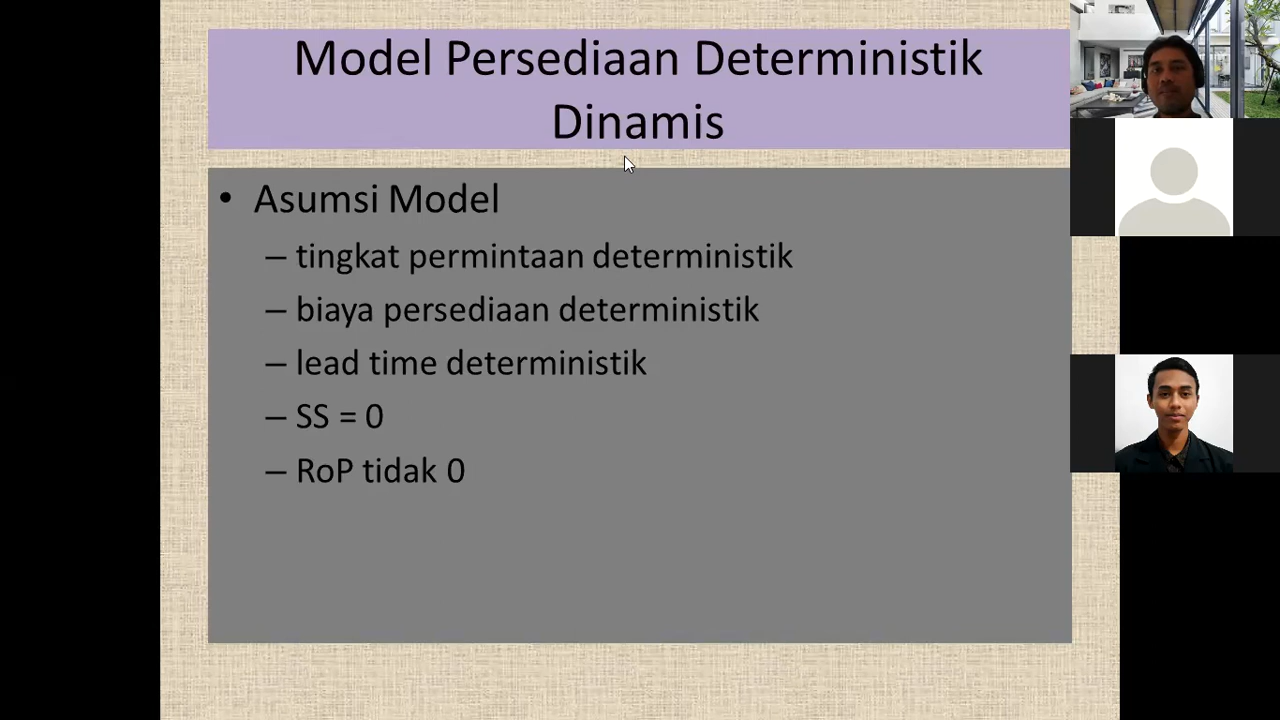 Model Persediaan Deterministik
Dinamis
• Asumsi Model
– tingkat permintaan deterministik
– biaya persediaan deterministik
– lead time deterministik
– SS = 0
– RoP tidak 0